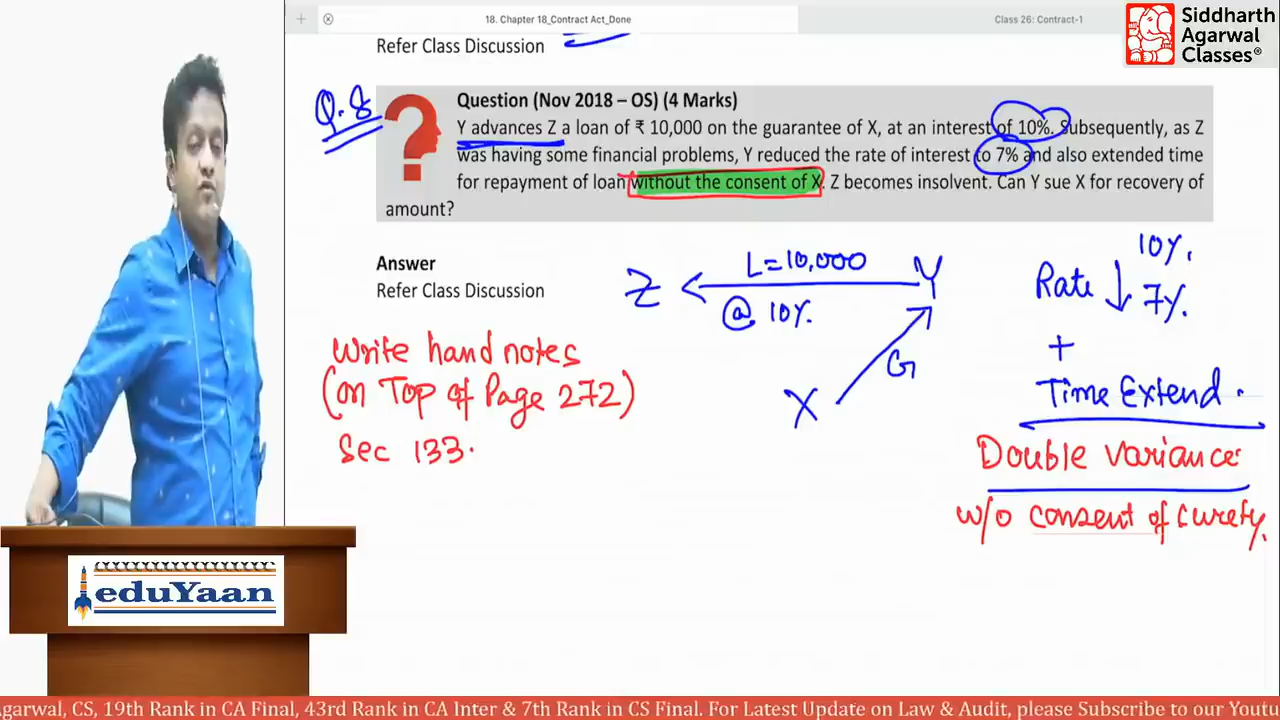 18. Chapter 18_Contract Act_Done
Class 26: Contract-1
Siddharth
Agarwal
Classes®
Refer Class Discussion
Q.8
Question (Nov 2018 – OS) (4 Marks)
Y advances Z a loan of ₹ 10,000 on the guarantee of X, at an interest of 10%. Subsequently, as Z
was having some financial problems, Y reduced the rate of interest to 7% and also extended time
for repayment of loan without the consent of X. Z becomes insolvent. Can Y sue X for recovery of
amount?
Answer
Refer Class Discussion
Z L=10,000 Y
@ 10%.
X G
Rate ↓ 10%.
7%.
+
Time Extend.
Double variance
w/o consent of Surety.
Write hand notes
(on Top of Page 272)
Sec 133.
eduYaan
Agarwal, CS, 19th Rank in CA Final, 43rd Rank in CA Inter & 7th Rank in CS Final. For Latest Update on Law & Audit, please Subscribe to our Youtu